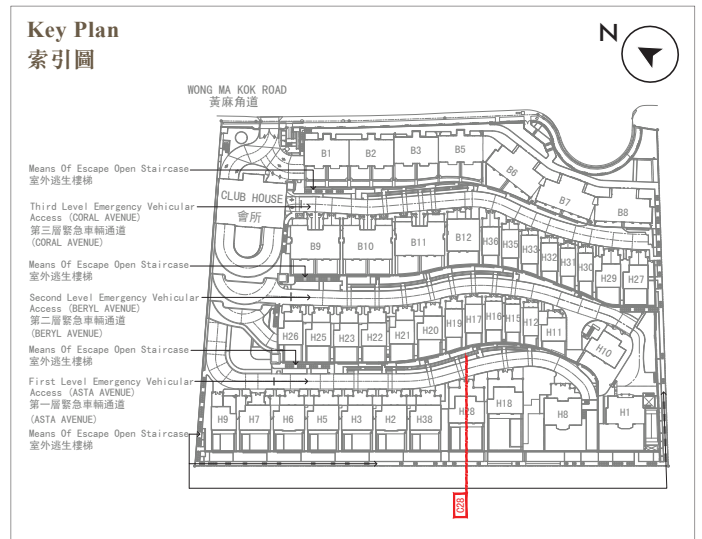 Key Plan
索引圖
N
WONG MA KOK ROAD
黃麻角道
B1 B2 B3 B5
B6
B7
B8
Means Of Escape Open Staircase
室外逃生樓梯
CLUB HOUSE
會所
Third Level Emergency Vehicular
Access (CORAL AVENUE)
第三層緊急車輛通道
(CORAL AVENUE)
B9 B10 B11 B12 H36 H35 H33 H32 H31 H30 H29 H27
Means Of Escape Open Staircase
室外逃生樓梯
Second Level Emergency Vehicular
Access (BERYL AVENUE)
第二層緊急車輛通道
(BERYL AVENUE)
H26 H25 H23 H22 H21 H20 H19 H17 H16 H15 H12 H11
H10
Means Of Escape Open Staircase
室外逃生樓梯
First Level Emergency Vehicular
Access (ASTA AVENUE)
第一層緊急車輛通道
(ASTA AVENUE)
H9 H7 H6 H5 H3 H2 H38 H28 H18 H8 H1
Means Of Escape Open Staircase
室外逃生樓梯
C28